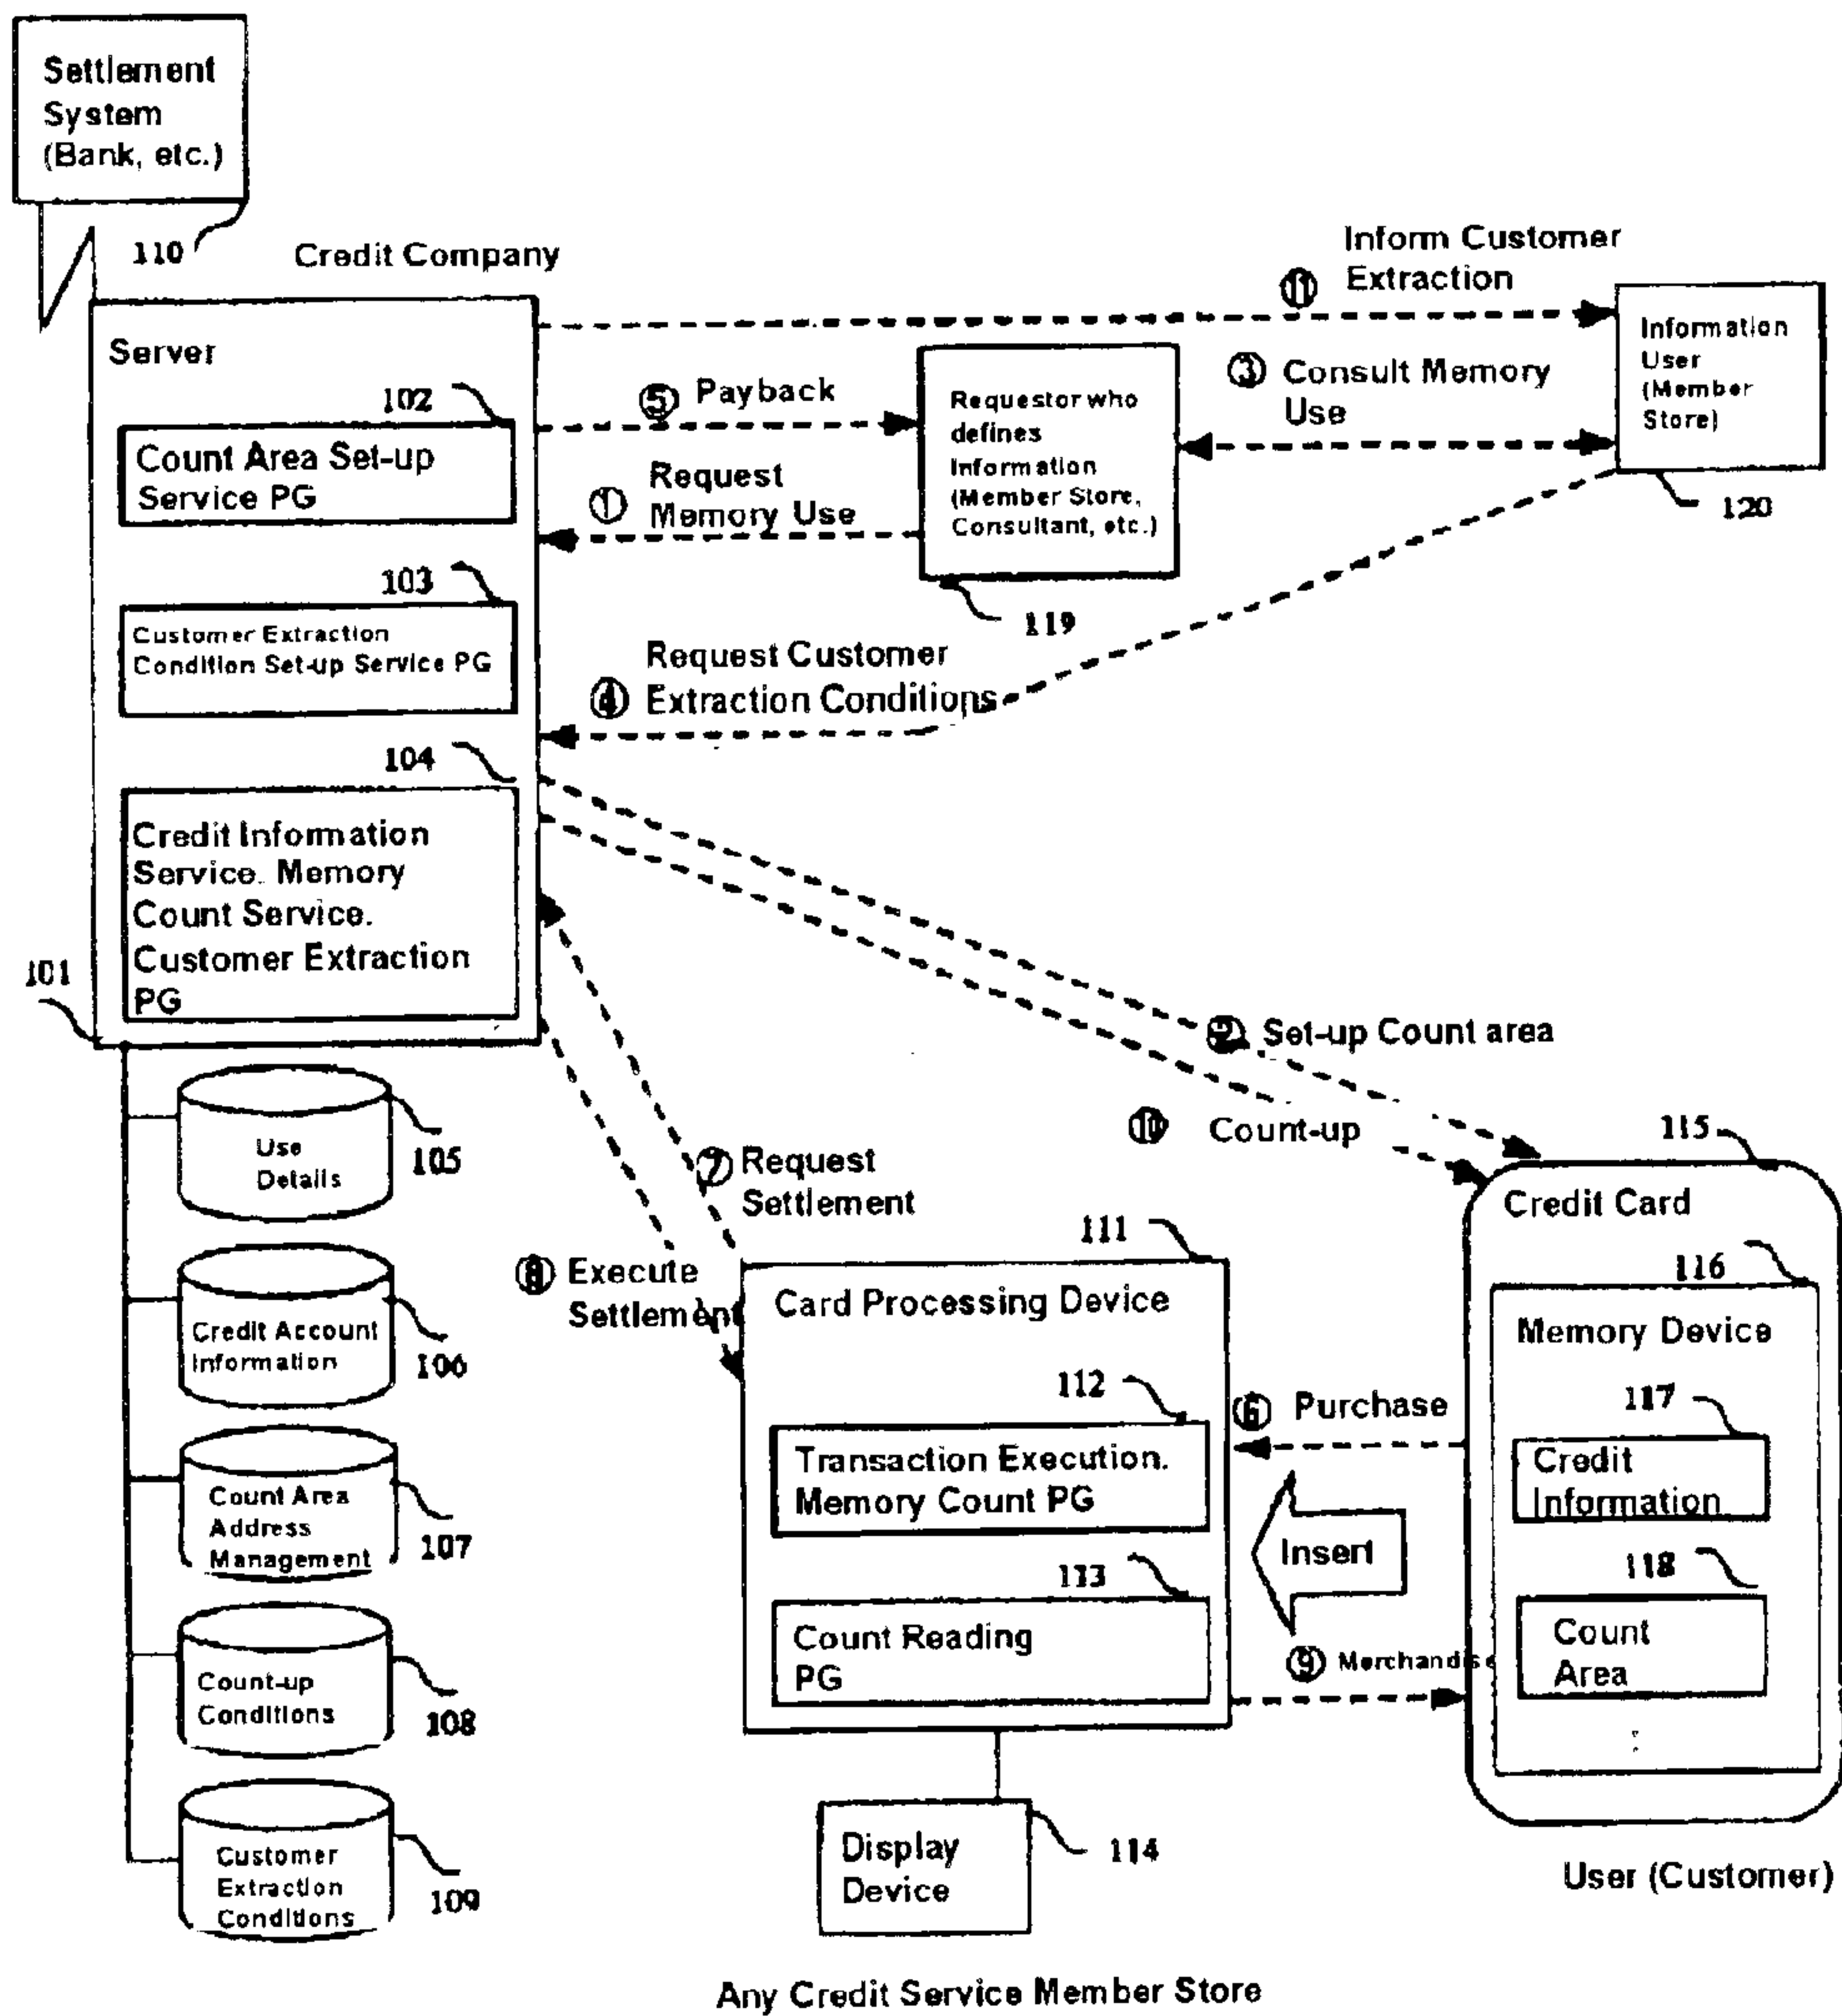 Settlement
System
(Bank, etc.)
110
Credit Company
Server
102
Count Area Set-up
Service PG
103
Customer Extraction
Condition Set-up Service PG
104
Credit Information
Service. Memory
Count Service.
Customer Extraction
PG
101
⑪ Inform Customer
Extraction
⑤ Payback
① Request
Memory Use
Requestor who
defines
Information
(Member Store,
Consultant, etc.)
119
③ Consult Memory
Use
Information
User
(Member
Store)
120
④ Request Customer
Extraction Conditions
② Set-up Count area
⑩ Count-up
Use
Details
105
Credit Account
Information
106
Count Area
Address
Management
107
Count-up
Conditions
108
Customer
Extraction
Conditions
109
⑦ Request
Settlement
⑧ Execute
Settlement
111
Card Processing Device
112
Transaction Execution.
Memory Count PG
113
Count Reading
PG
Display
Device
114
⑥ Purchase
Insert
⑨ Merchandise
115
Credit Card
116
Memory Device
117
Credit
Information
118
Count
Area
User (Customer)
Any Credit Service Member Store